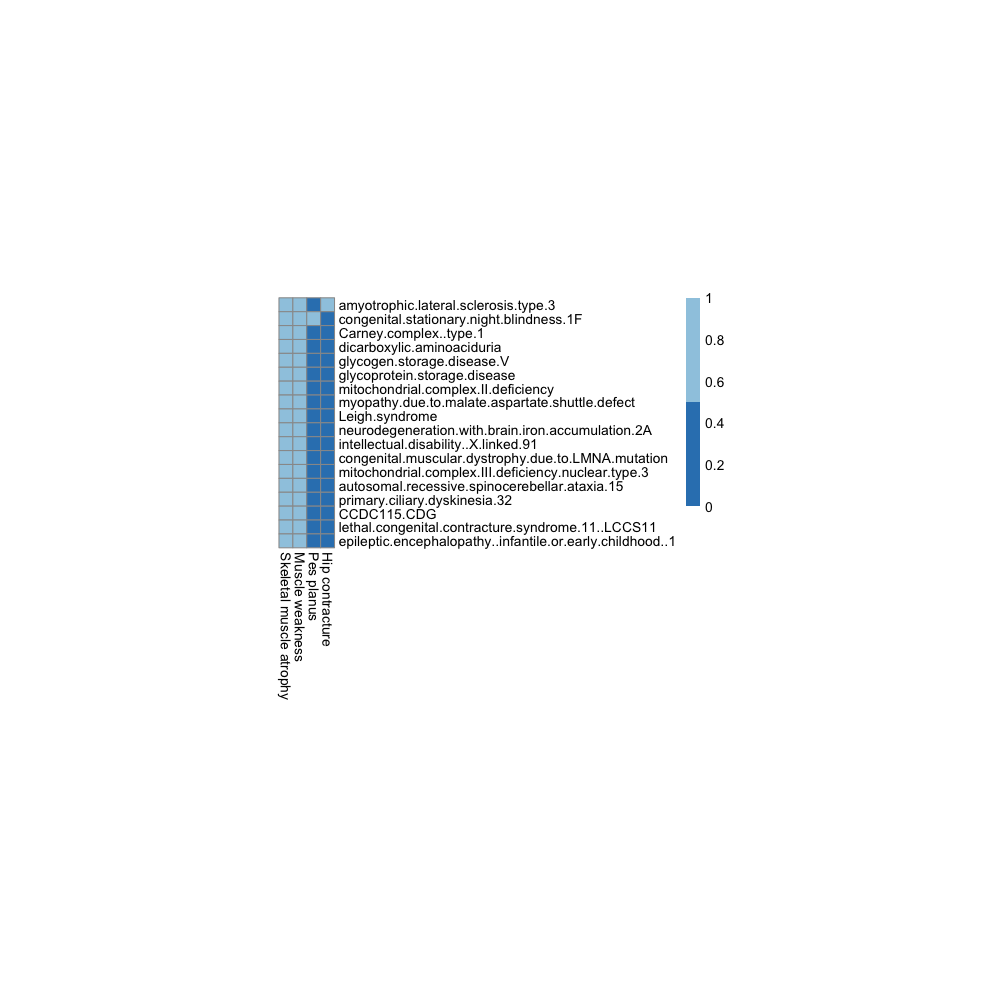 amyotrophic.lateral.sclerosis.type.3
congenital.stationary.night.blindness.1F
Carney.complex..type.1
dicarboxylic.aminoaciduria
glycogen.storage.disease.V
glycoprotein.storage.disease
mitochondrial.complex.II.deficiency
myopathy.due.to.malate.aspartate.shuttle.defect
Leigh.syndrome
neurodegeneration.with.brain.iron.accumulation.2A
intellectual.disability..X.linked.91
congenital.muscular.dystrophy.due.to.LMNA.mutation
mitochondrial.complex.III.deficiency.nuclear.type.3
autosomal.recessive.spinocerebellar.ataxia.15
primary.ciliary.dyskinesia.32
CCDC115.CDG
lethal.congenital.contracture.syndrome.11..LCCS11
epileptic.encephalopathy..infantile.or.early.childhood..1
Skeletal muscle atrophy
Muscle weakness
Pes planus
Hip contracture
1
0.8
0.6
0.4
0.2
0